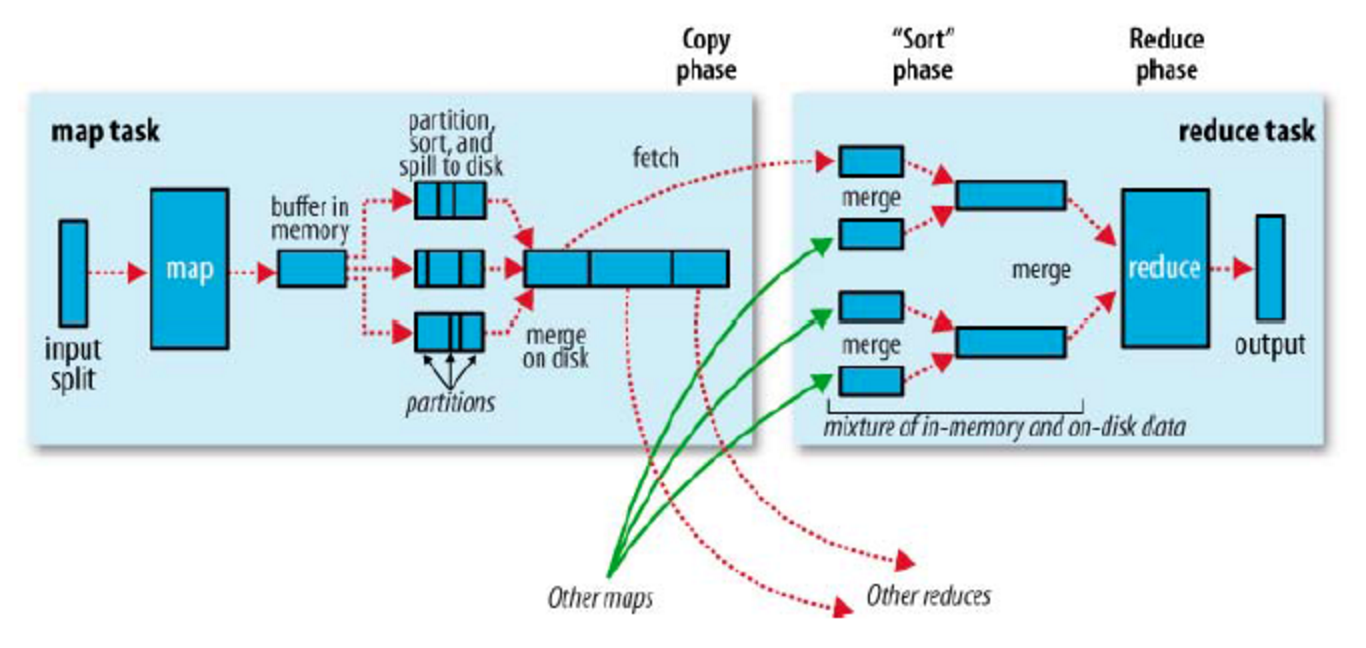 Copy
phase
“Sort”
phase
Reduce
phase
map task
partition,
sort, and
spill to disk
fetch
reduce task
buffer in
memory
map
input
split
merge
on disk
partitions
merge
merge
merge
reduce
output
mixture of in-memory and on-disk data
Other maps
Other reduces